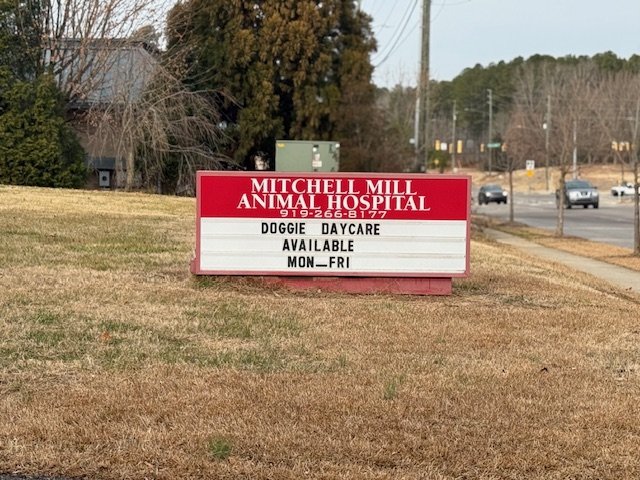 MITCHELL MILL
ANIMAL HOSPITAL
919-266-8177
DOGGIE DAYCARE
AVAILABLE
MON–FRI